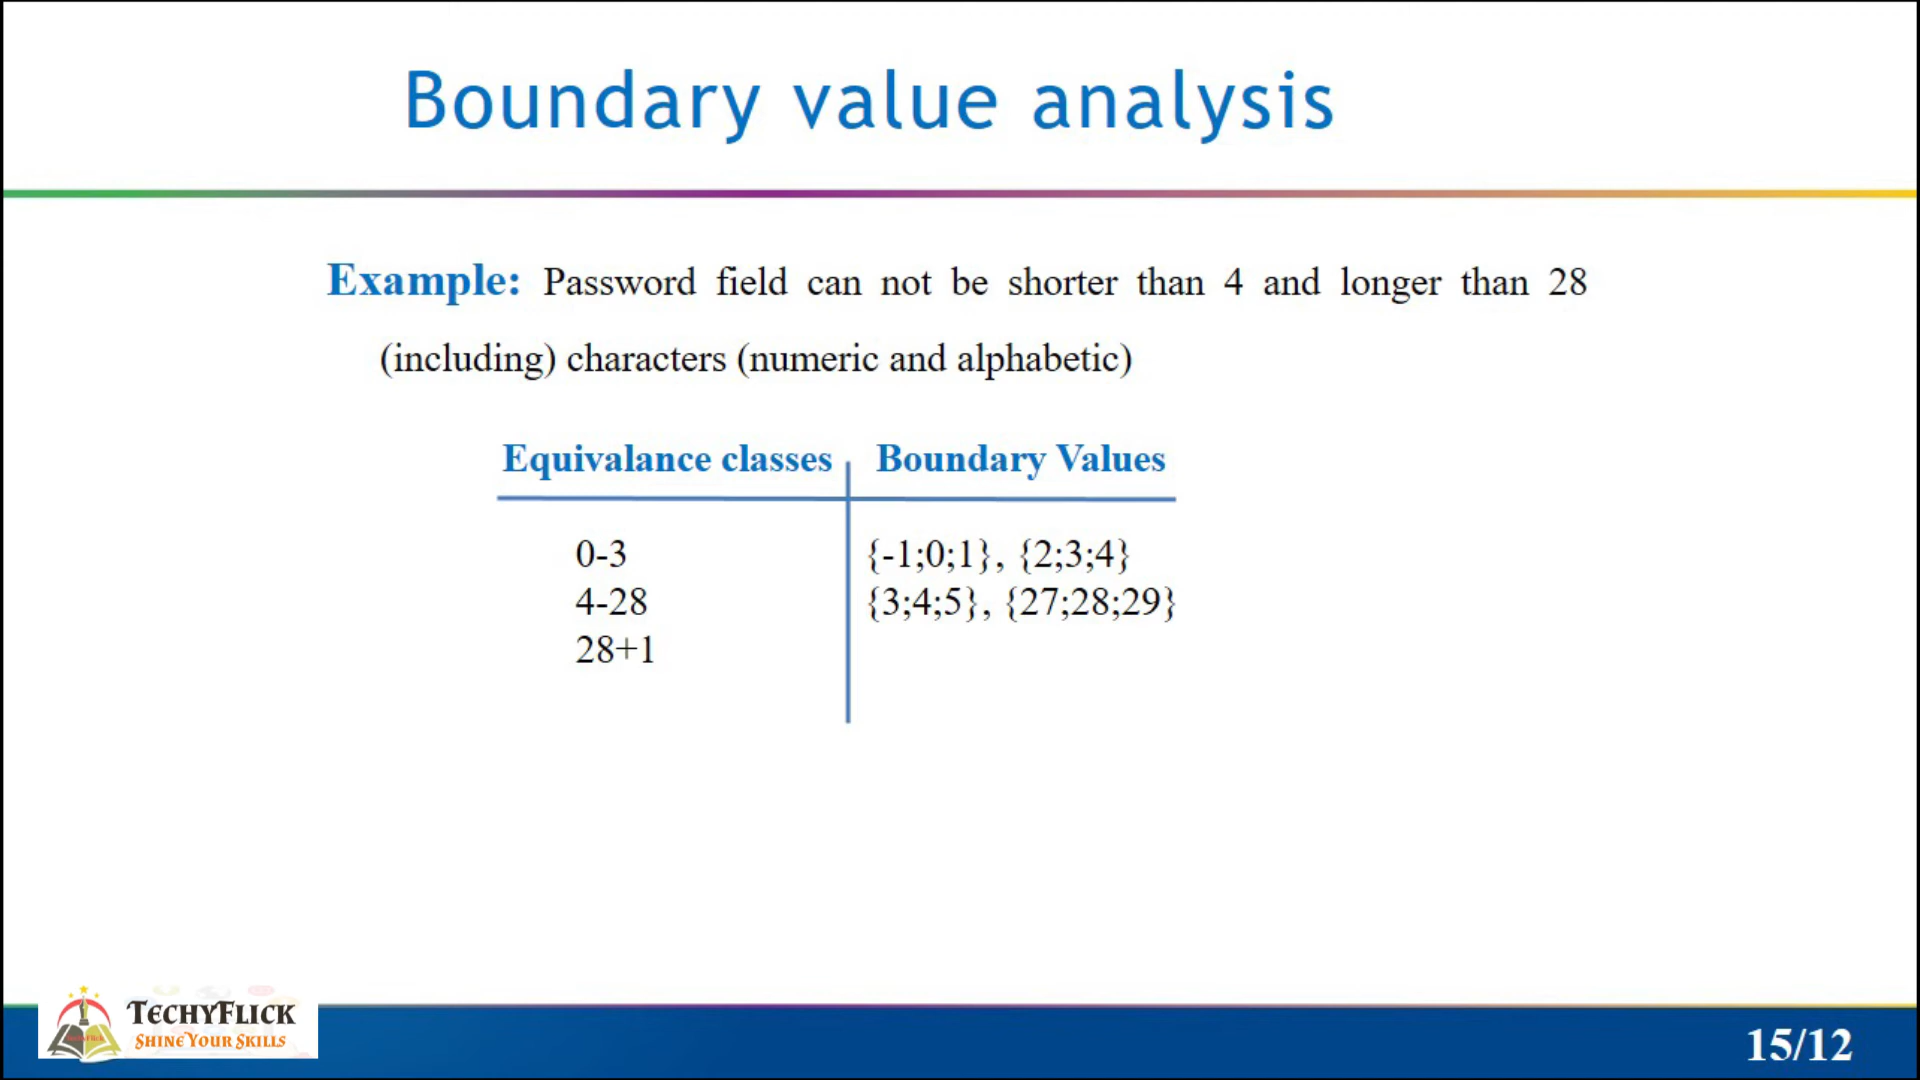 Boundary value analysis
Example: Password field can not be shorter than 4 and longer than 28
(including) characters (numeric and alphabetic)
Equivalance classes Boundary Values
0-3 {-1;0;1}, {2;3;4}
4-28 {3;4;5}, {27;28;29}
28+1
TECHYFLICK
SHINE YOUR SKILLS
15/12